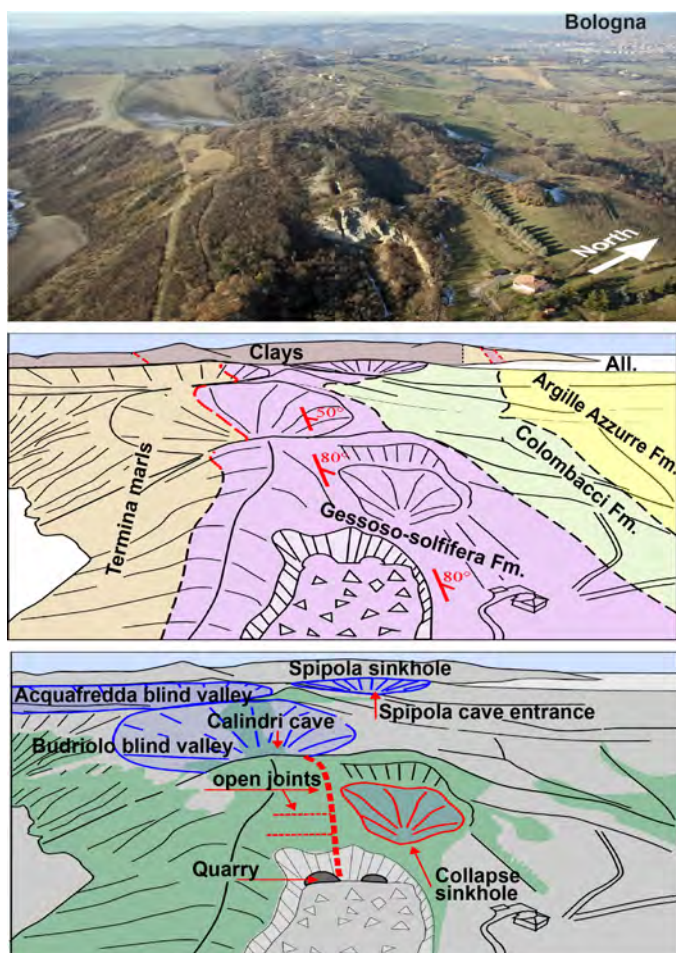 Bologna
North
Clays
All.
50°
80°
Termina marls
Gessoso-solfifera Fm.
80°
Colombacci Fm.
Argille Azzurre Fm.
Spipola sinkhole
Acquafredda blind valley
Spipola cave entrance
Calindri cave
Budriolo blind valley
open joints
Quarry
Collapse
sinkhole